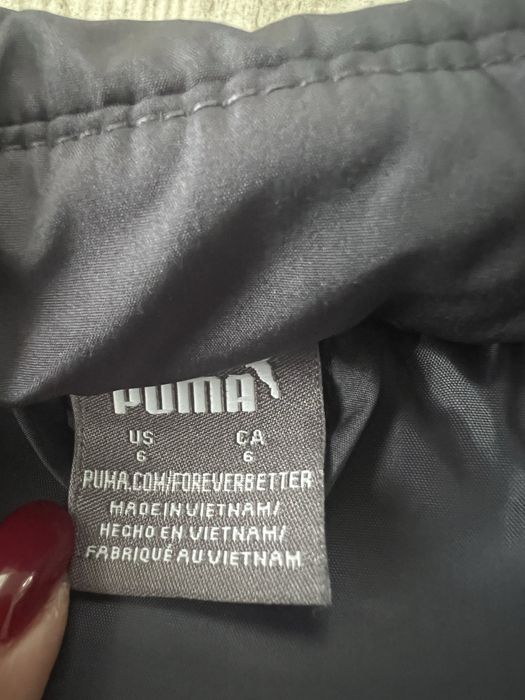 PUMA
US CA
6 6
PUMA.COM/FOREVERBETTER
MADE IN VIETNAM/
HECHO EN VIETNAM/
FABRIQUÉ AU VIETNAM